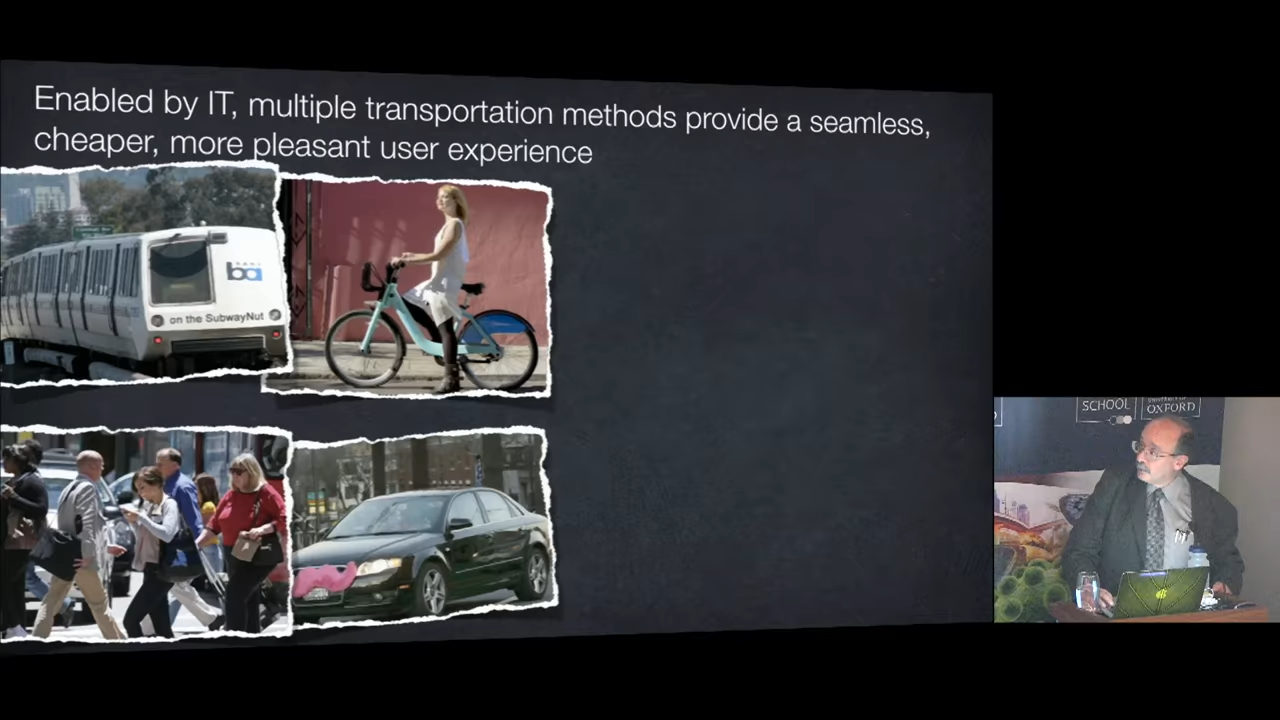 Enabled by IT, multiple transportation methods provide a seamless,
cheaper, more pleasant user experience
ba
on the SubwayNut
SCHOOL
OXFORD